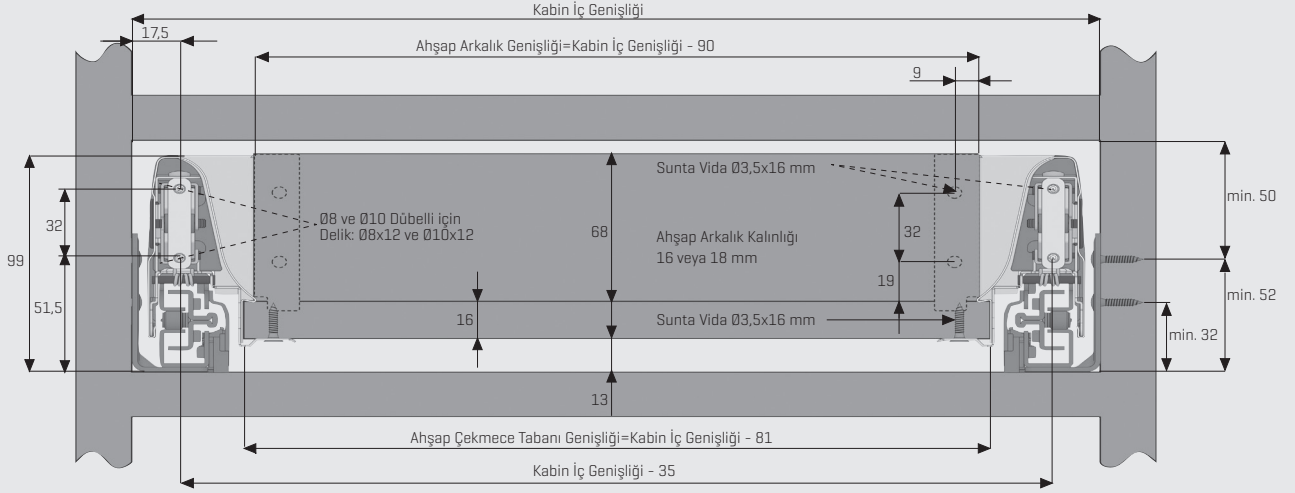 Kabin İç Genişliği
17,5
Ahşap Arkalık Genişliği=Kabin İç Genişliği - 90
9
Sunta Vida Ø3,5x16 mm
min. 50
32
Ø8 ve Ø10 Dübelli için
Delik: Ø8x12 ve Ø10x12
68
Ahşap Arkalık Kalınlığı
16 veya 18 mm
32
99
19
51,5
16
Sunta Vida Ø3,5x16 mm
min. 52
min. 32
13
Ahşap Çekmece Tabanı Genişliği=Kabin İç Genişliği - 81
Kabin İç Genişliği - 35